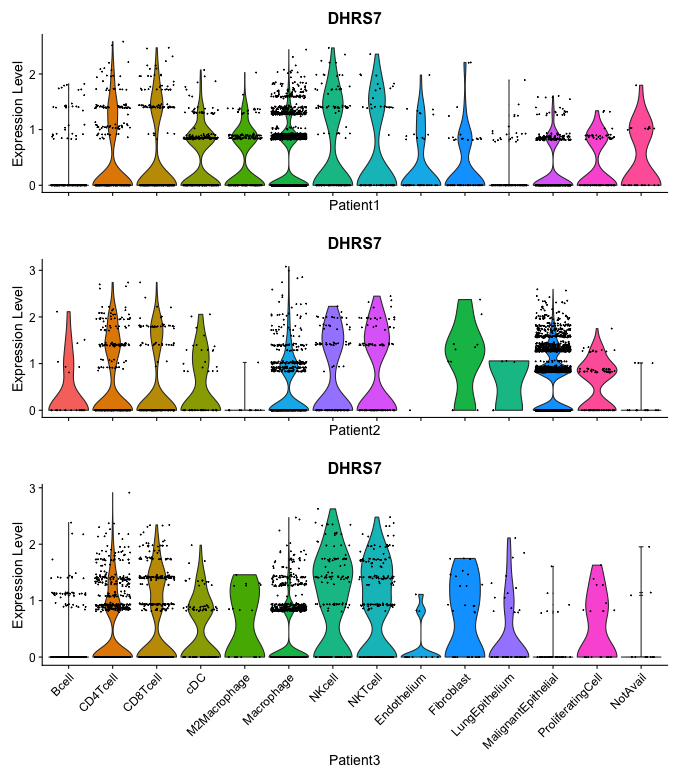 DHRS7
Expression Level
2
1
0
Patient1
DHRS7
Expression Level
3
2
1
0
Patient2
DHRS7
Expression Level
3
2
1
0
Bcell
CD4Tcell
CD8Tcell
cDC
M2Macrophage
Macrophage
NKcell
NKTcell
Endothelium
Fibroblast
LungEpithelium
MalignantEpithelial
ProliferatingCell
NotAvail
Patient3